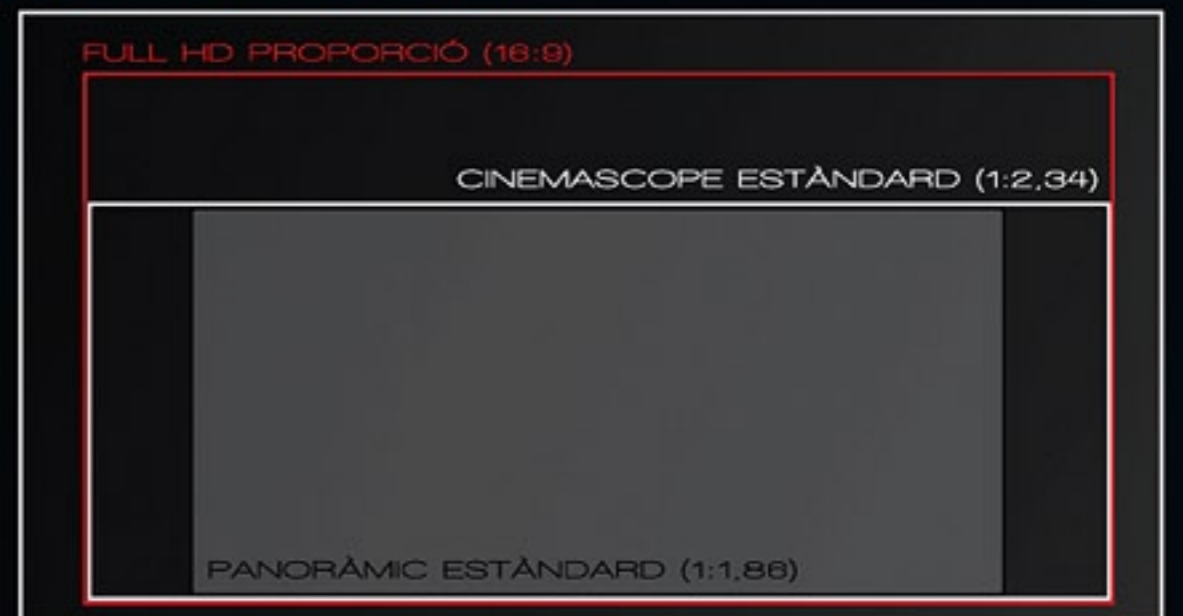 FULL HD PROPORCIÓ (16:9)
CINEMASCOPE ESTÀNDARD (1:2,34)
PANORÀMIC ESTÀNDARD (1:1,86)